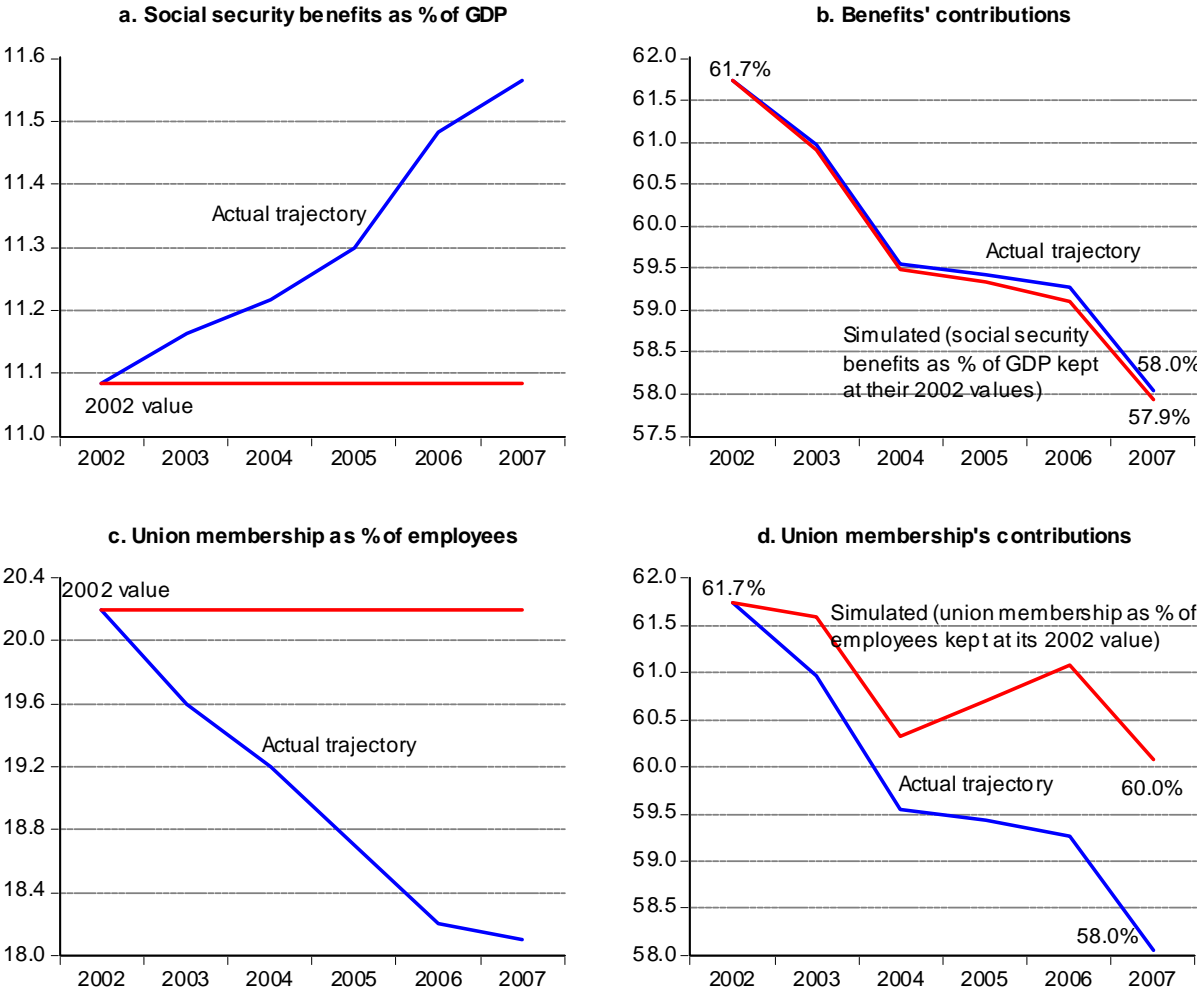 a. Social security benefits as % of GDP
11.6
11.5
11.4
11.3
11.2
11.1
11.0
Actual trajectory
2002 value
2002 2003 2004 2005 2006 2007
b. Benefits' contributions
62.0
61.5
61.0
60.5
60.0
59.5
59.0
58.5
58.0
57.5
61.7%
Actual trajectory
Simulated (social security
benefits as % of GDP kept
at their 2002 values)
58.0%
57.9%
2002 2003 2004 2005 2006 2007
c. Union membership as % of employees
20.4
20.0
19.6
19.2
18.8
18.4
18.0
2002 value
Actual trajectory
2002 2003 2004 2005 2006 2007
d. Union membership's contributions
62.0
61.5
61.0
60.5
60.0
59.5
59.0
58.5
58.0
61.7%
Simulated (union membership as % of
employees kept at its 2002 value)
Actual trajectory
60.0%
58.0%
2002 2003 2004 2005 2006 2007